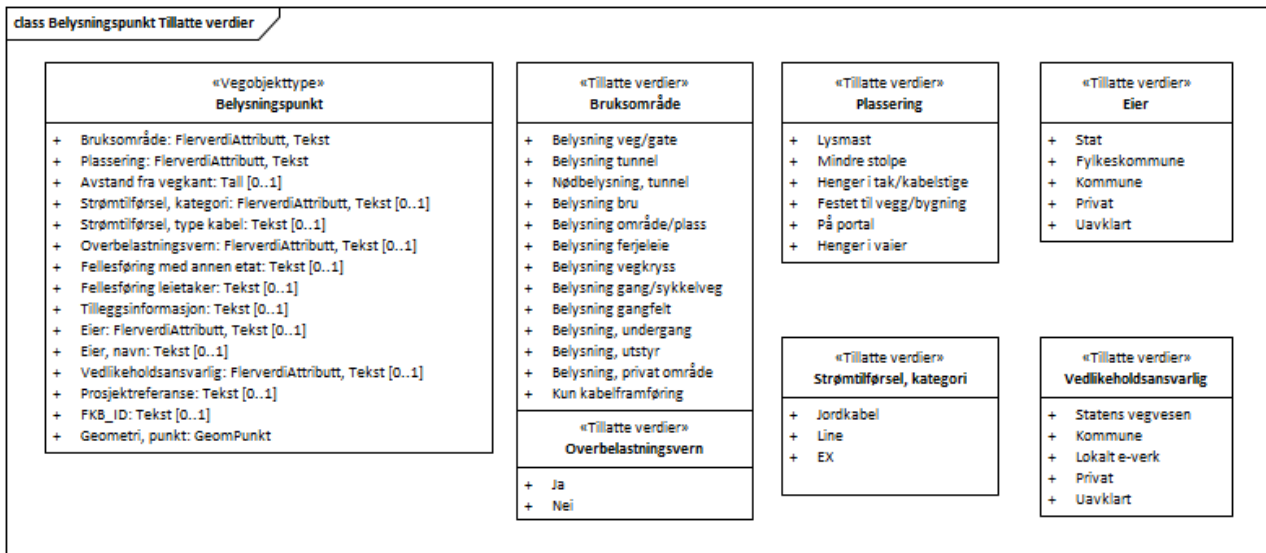 class Belysningspunkt Tillatte verdier
«Vegobjekttype»
Belysningspunkt
+ Bruksområde: FlerverdiAttributt, Tekst
+ Plassering: FlerverdiAttributt, Tekst
+ Avstand fra vegkant: Tall [0..1]
+ Strømtilførsel, kategori: FlerverdiAttributt, Tekst [0..1]
+ Strømtilførsel, type kabel: Tekst [0..1]
+ Overbelastningsvern: FlerverdiAttributt, Tekst [0..1]
+ Fellesføring med annen etat: Tekst [0..1]
+ Fellesføring leietaker: Tekst [0..1]
+ Tilleggsinformasjon: Tekst [0..1]
+ Eier: FlerverdiAttributt, Tekst [0..1]
+ Eier, navn: Tekst [0..1]
+ Vedlikeholdsansvarlig: FlerverdiAttributt, Tekst [0..1]
+ Prosjektreferanse: Tekst [0..1]
+ FKB_ID: Tekst [0..1]
+ Geometri, punkt: GeomPunkt
«Tillatte verdier»
Bruksområde
+ Belysning veg/gate
+ Belysning tunnel
+ Nødbelysning, tunnel
+ Belysning bru
+ Belysning område/plass
+ Belysning ferjeleie
+ Belysning vegkryss
+ Belysning gang/sykkelveg
+ Belysning gangfelt
+ Belysning, undergang
+ Belysning, utstyr
+ Belysning, privat område
+ Kun kabelframføring
«Tillatte verdier»
Overbelastningsvern
+ Ja
+ Nei
«Tillatte verdier»
Plassering
+ Lysmast
+ Mindre stolpe
+ Henger i tak/kabelstige
+ Festet til vegg/bygning
+ På portal
+ Henger i vaier
«Tillatte verdier»
Eier
+ Stat
+ Fylkeskommune
+ Kommune
+ Privat
+ Uavklart
«Tillatte verdier»
Strømtilførsel, kategori
+ Jordkabel
+ Line
+ EX
«Tillatte verdier»
Vedlikeholdsansvarlig
+ Statens vegvesen
+ Kommune
+ Lokalt e-verk
+ Privat
+ Uavklart